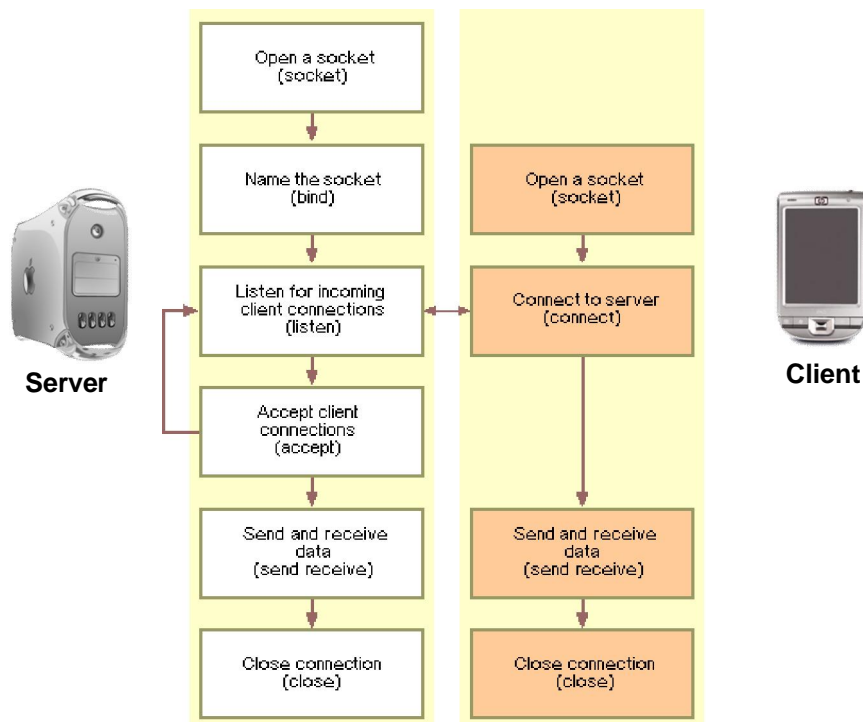 Open a socket
(socket)
Name the socket
(bind)
Listen for incoming
client connections
(listen)
Accept client
connections
(accept)
Send and receive
data
(send receive)
Close connection
(close)
Open a socket
(socket)
Connect to server
(connect)
Send and receive
data
(send receive)
Close connection
(close)
Server
Client